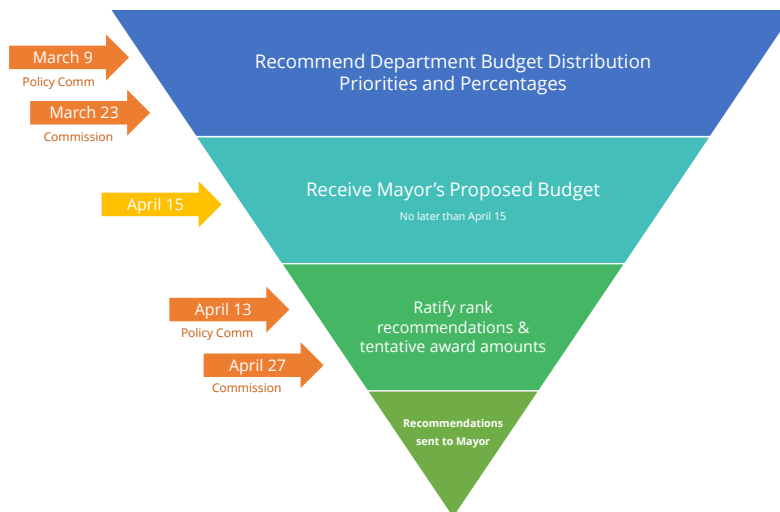 March 9
Policy Comm
March 23
Commission
Recommend Department Budget Distribution
Priorities and Percentages
April 15
Receive Mayor’s Proposed Budget
No later than April 15
April 13
Policy Comm
April 27
Commission
Ratify rank
recommendations &
tentative award amounts
Recommendations
sent to Mayor